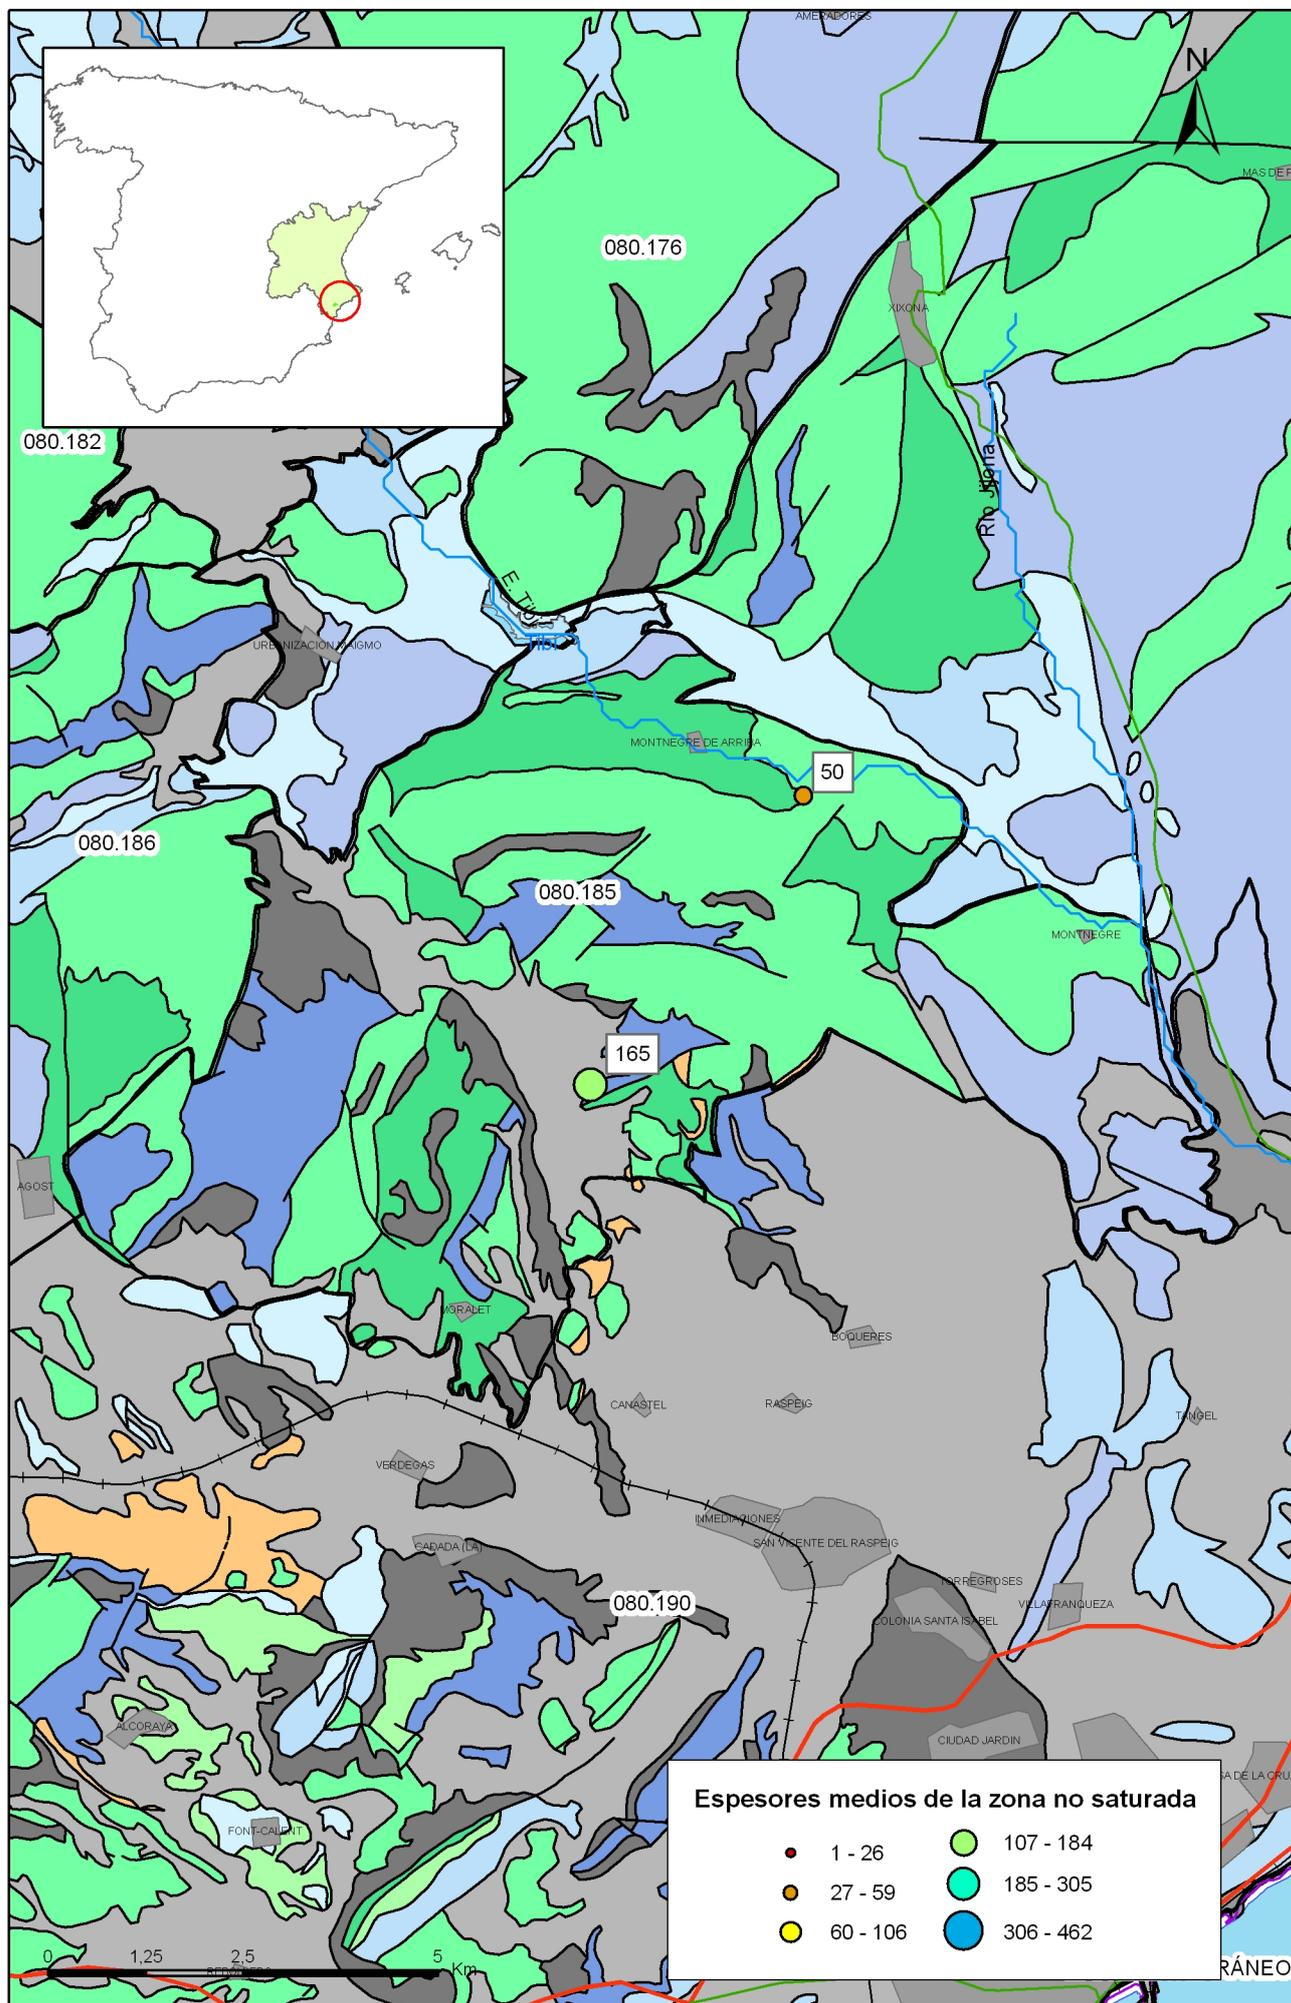 AMERADORES
N
080.176
XIXONA
080.182
Río Jijona
URBANIZACION MAIGMO
Tibi
MONTNEGRE DE ARRIBA
50
080.186
080.185
MONTNEGRE
165
AGOST
MORALET
BOQUERES
CANASTEL
RASPEIG
TANGEL
VERDEGAS
INMEDIACIONES
SAN VICENTE DEL RASPEIG
CADADA (LA)
TORREGROSES
080.190
VILLAFRANQUEZA
COLONIA SANTA ISABEL
ALCORAYA
CIUDAD JARDIN
FONT-CALENT
Espesores medios de la zona no saturada
1 - 26
27 - 59
60 - 106
107 - 184
185 - 305
306 - 462
0 1,25 2,5 5
Km
RÁNEO